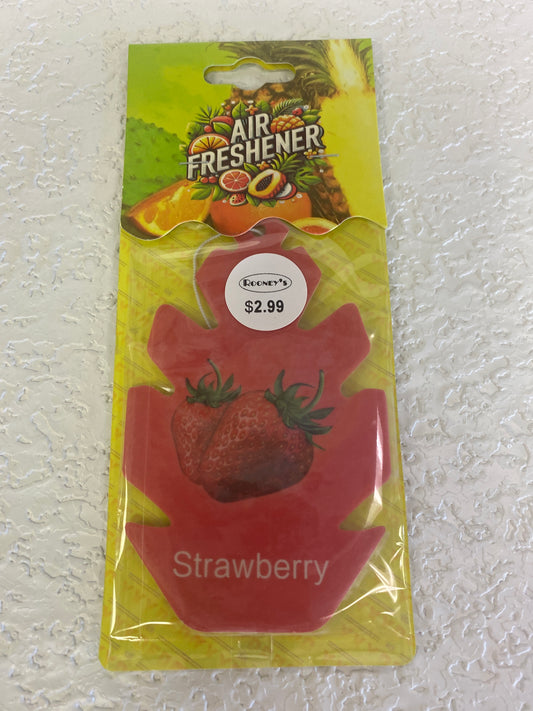 AIR
FRESHENER
ROONEY'S
$2.99
Strawberry